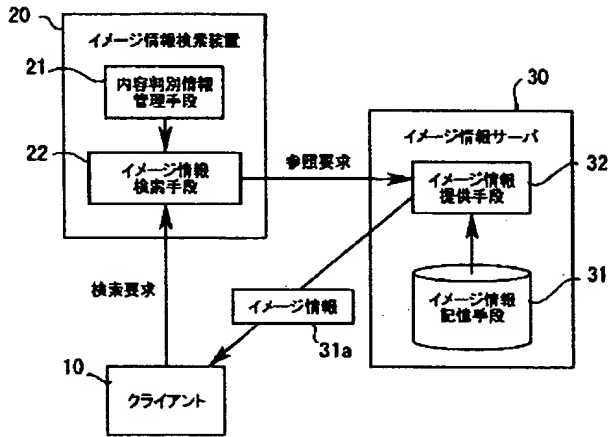 20
イメージ情報検索装置
21
内容判別情報
管理手段
22
イメージ情報
検索手段
参照要求
30
イメージ情報サーバ
32
イメージ情報
提供手段
検索要求
イメージ情報
31a
イメージ情報
記憶手段
31
10
クライアント